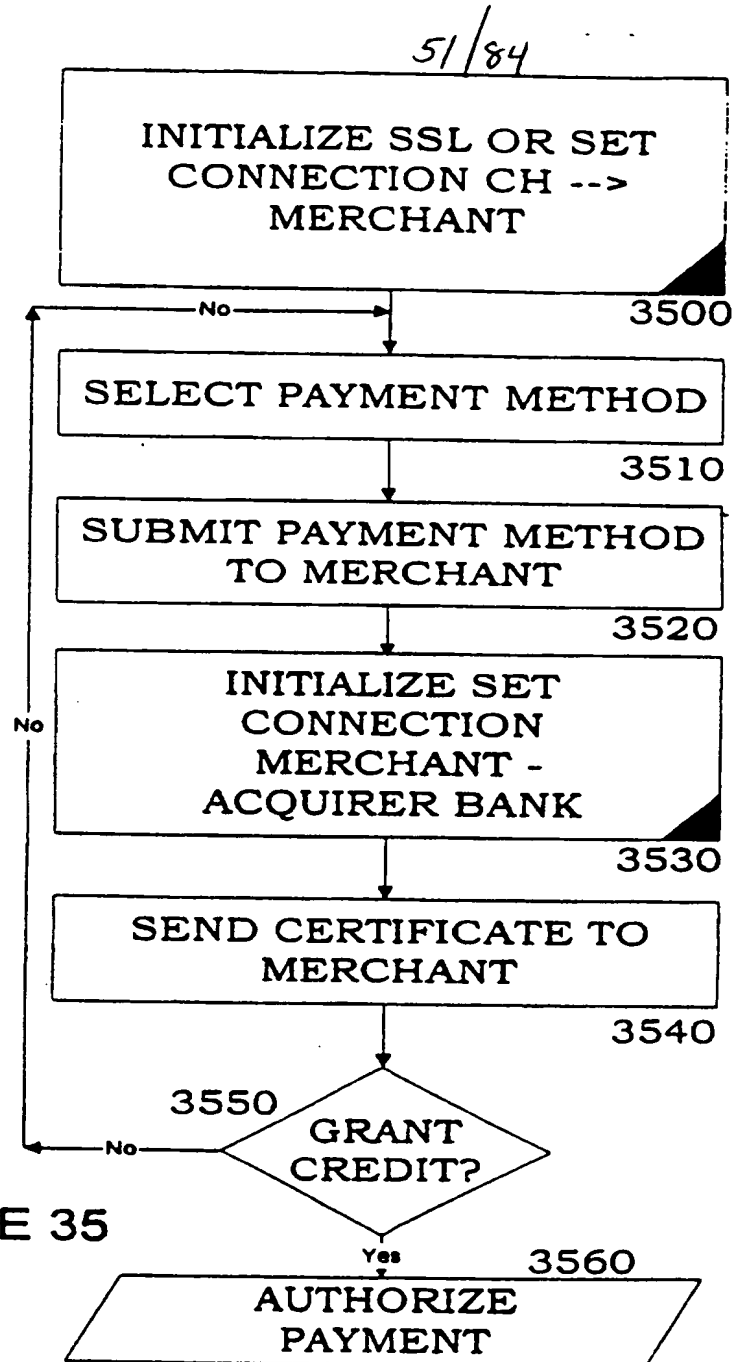 51/84
INITIALIZE SSL OR SET
CONNECTION CH -->
MERCHANT
3500
No
SELECT PAYMENT METHOD
3510
SUBMIT PAYMENT METHOD
TO MERCHANT
3520
INITIALIZE SET
CONNECTION
MERCHANT -
ACQUIRER BANK
No
3530
SEND CERTIFICATE TO
MERCHANT
3540
3550
GRANT
CREDIT?
No
E 35
Yes
3560
AUTHORIZE
PAYMENT